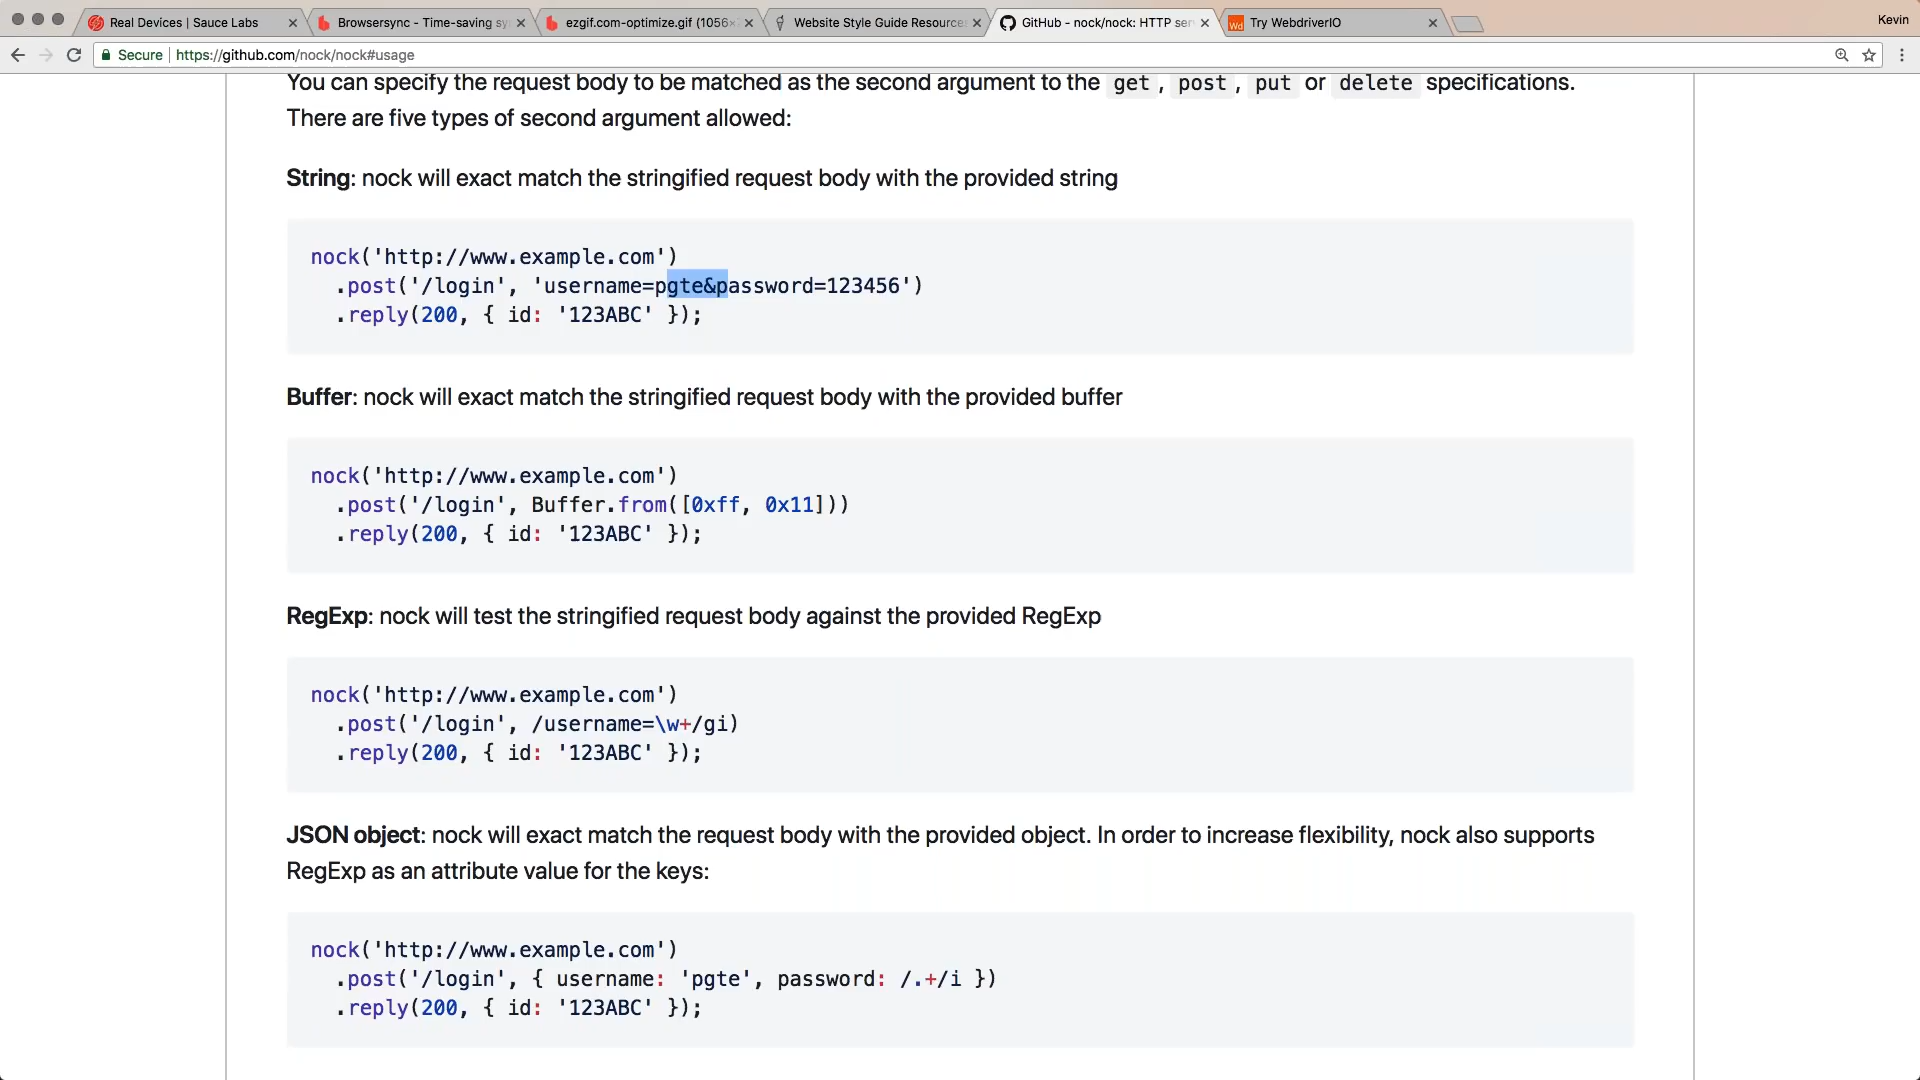 Real Devices | Sauce Labs
Browsersync - Time-saving sy
ezgif.com-optimize.gif (1056×
Website Style Guide Resources
GitHub - nock/nock: HTTP ser
Wd Try WebdriverIO
Kevin
Secure https://github.com/nock/nock#usage
You can specify the request body to be matched as the second argument to the get, post, put or delete specifications.
There are five types of second argument allowed:
String: nock will exact match the stringified request body with the provided string
nock('http://www.example.com')
.post('/login', 'username=pgte&password=123456')
.reply(200, { id: '123ABC' });
Buffer: nock will exact match the stringified request body with the provided buffer
nock('http://www.example.com')
.post('/login', Buffer.from([0xff, 0x11]))
.reply(200, { id: '123ABC' });
RegExp: nock will test the stringified request body against the provided RegExp
nock('http://www.example.com')
.post('/login', /username=\w+/gi)
.reply(200, { id: '123ABC' });
JSON object: nock will exact match the request body with the provided object. In order to increase flexibility, nock also supports
RegExp as an attribute value for the keys:
nock('http://www.example.com')
.post('/login', { username: 'pgte', password: /.+/i })
.reply(200, { id: '123ABC' });